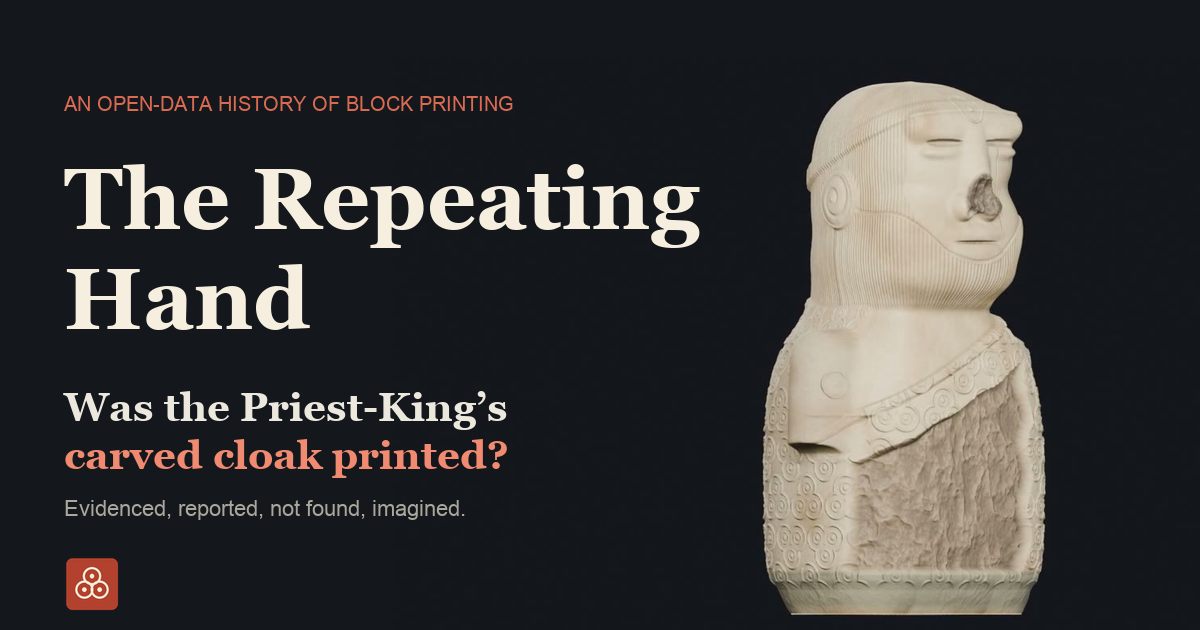 AN OPEN-DATA HISTORY OF BLOCK PRINTING
The Repeating
Hand
Was the Priest-King’s
carved cloak printed?
Evidenced, reported, not found, imagined.